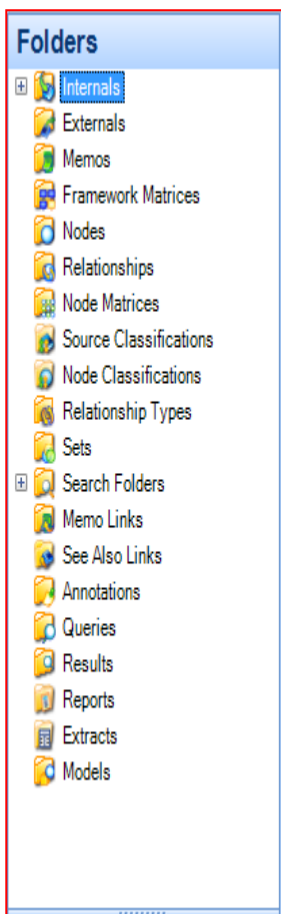 Folders
Internals
Externals
Memos
Framework Matrices
Nodes
Relationships
Node Matrices
Source Classifications
Node Classifications
Relationship Types
Sets
Search Folders
Memo Links
See Also Links
Annotations
Queries
Results
Reports
Extracts
Models